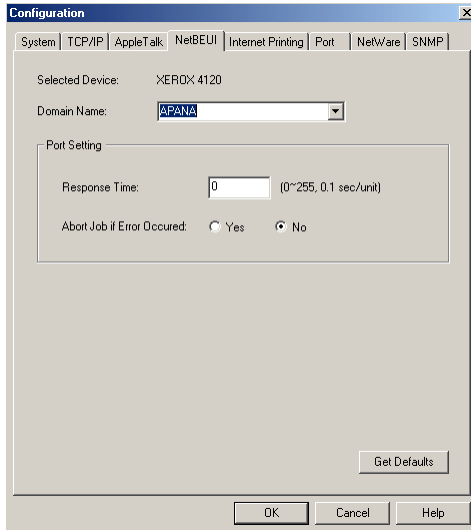 Configuration
System TCP/IP AppleTalk NetBEUI Internet Printing Port NetWare SNMP
Selected Device: XEROX 4120
Domain Name: APANA
Port Setting
Response Time: 0 (0~255, 0.1 sec/unit)
Abort Job if Error Occured: Yes No
Get Defaults
OK Cancel Help